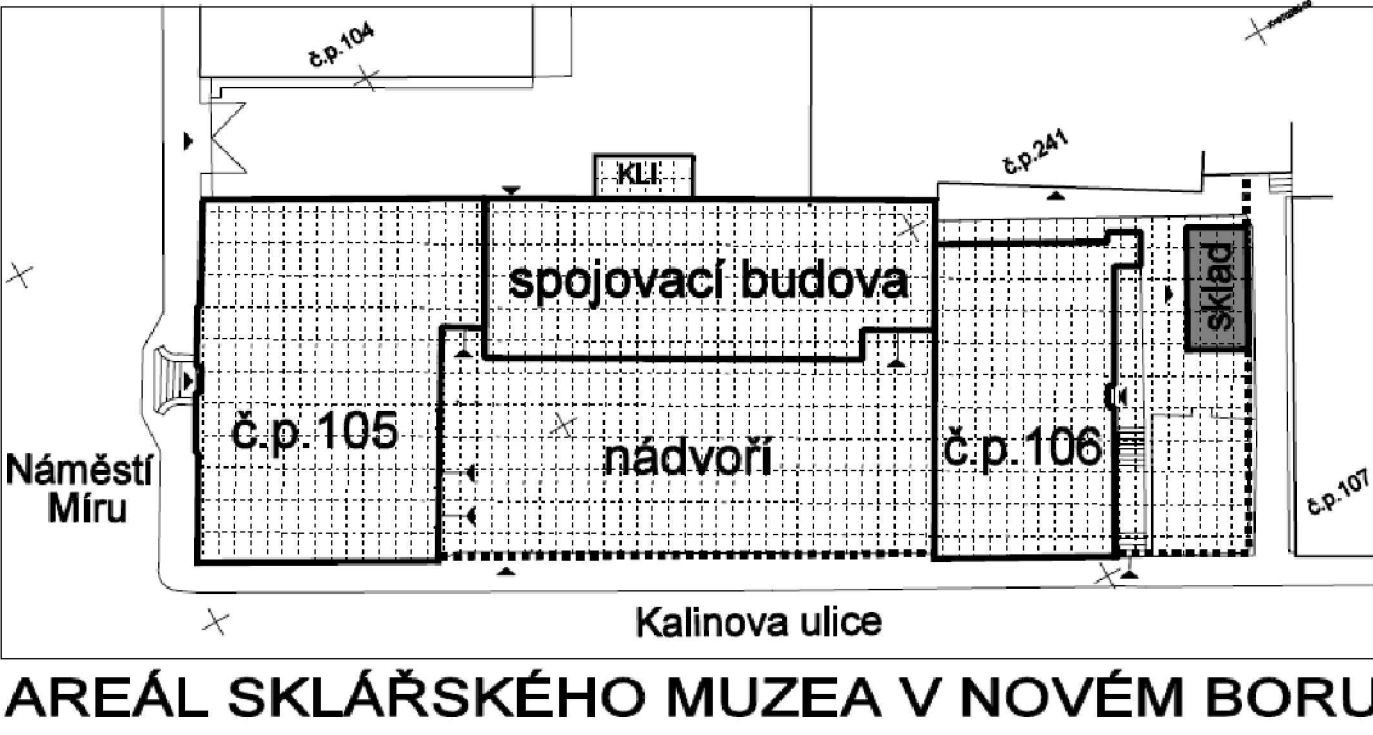 č.p.104
č.p.241
KLI
spojovací budova
sklad
č.p.105
nádvoří
č.p.106
Náměstí
Míru
č.p.107
Kalinova ulice
AREÁL SKLÁŘSKÉHO MUZEA V NOVÉM BORU